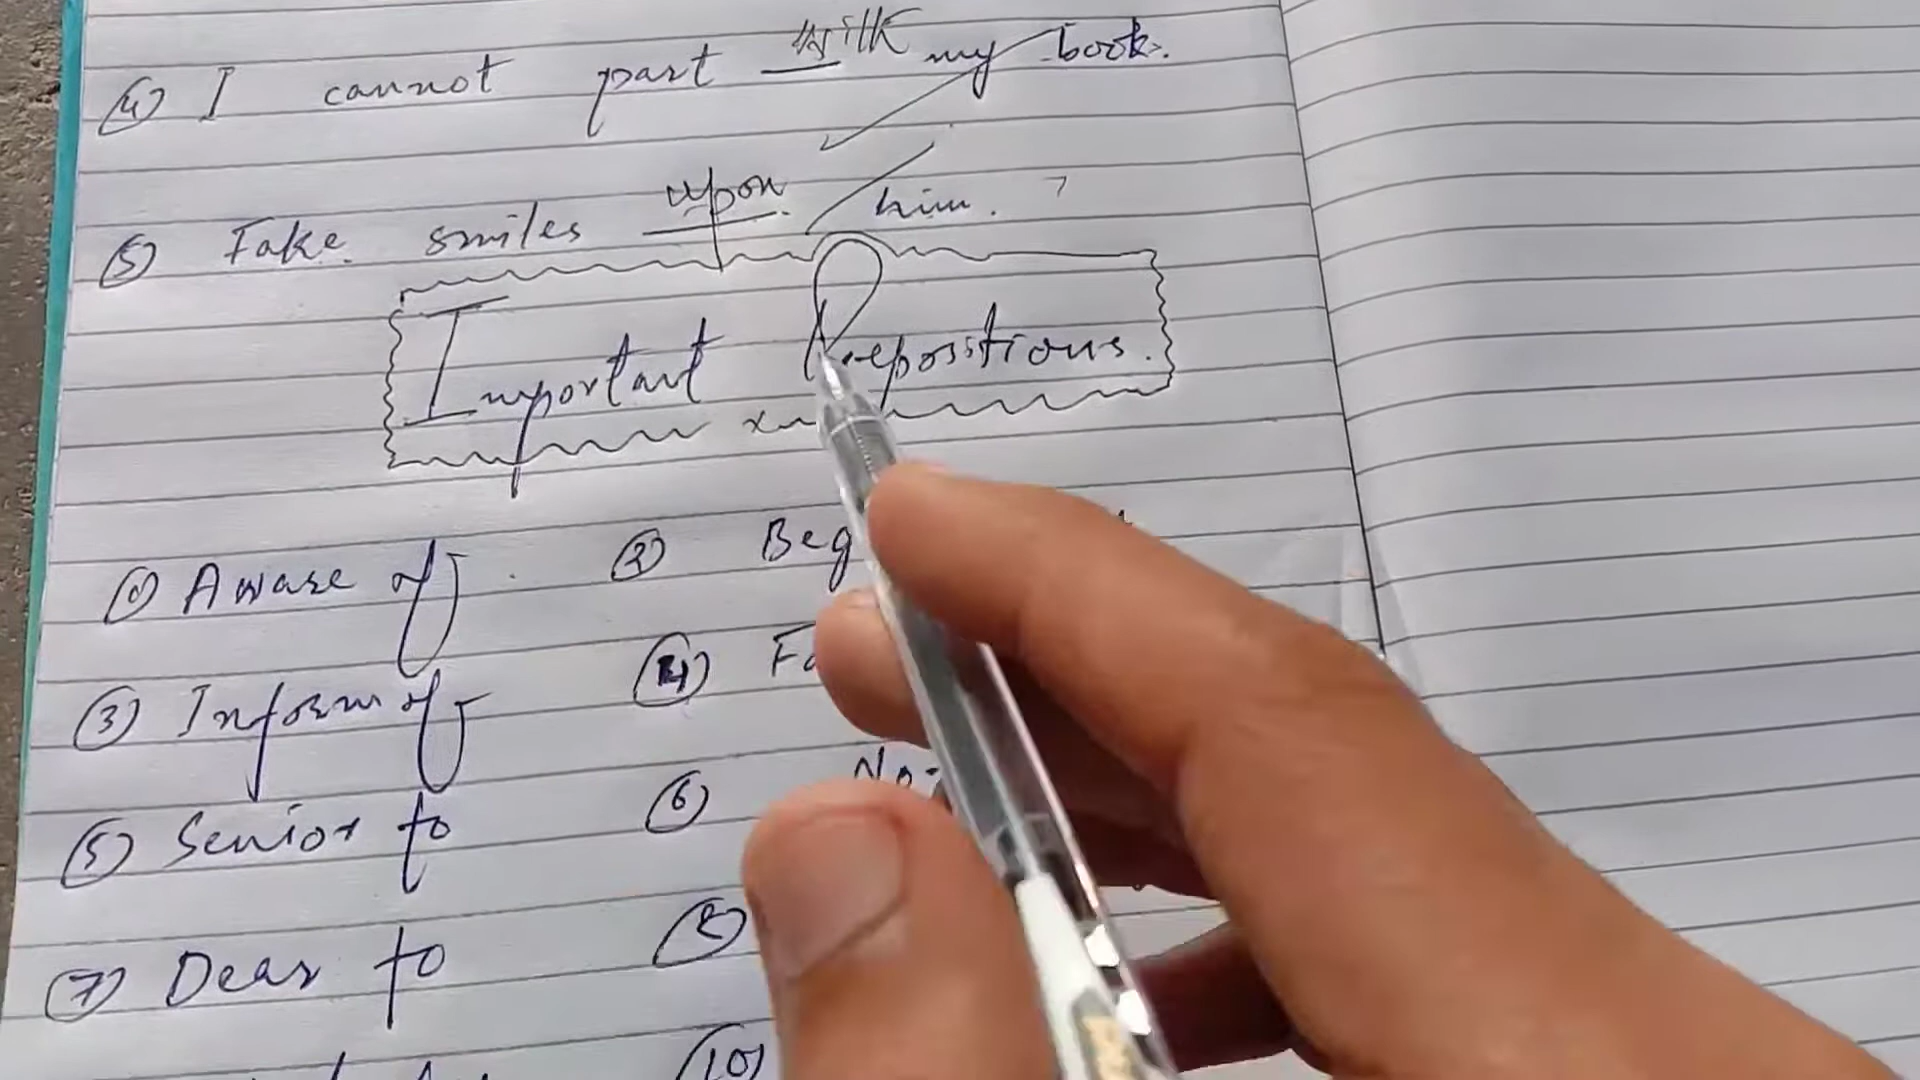 (4) I cannot part with my book.
(5) Fake smiles upon him.
Important Prepositions.
(1) Aware of (2) Beg
(3) Inform of (4)
(5) Senior to (6) No
(7) Dear to (8)
(10)